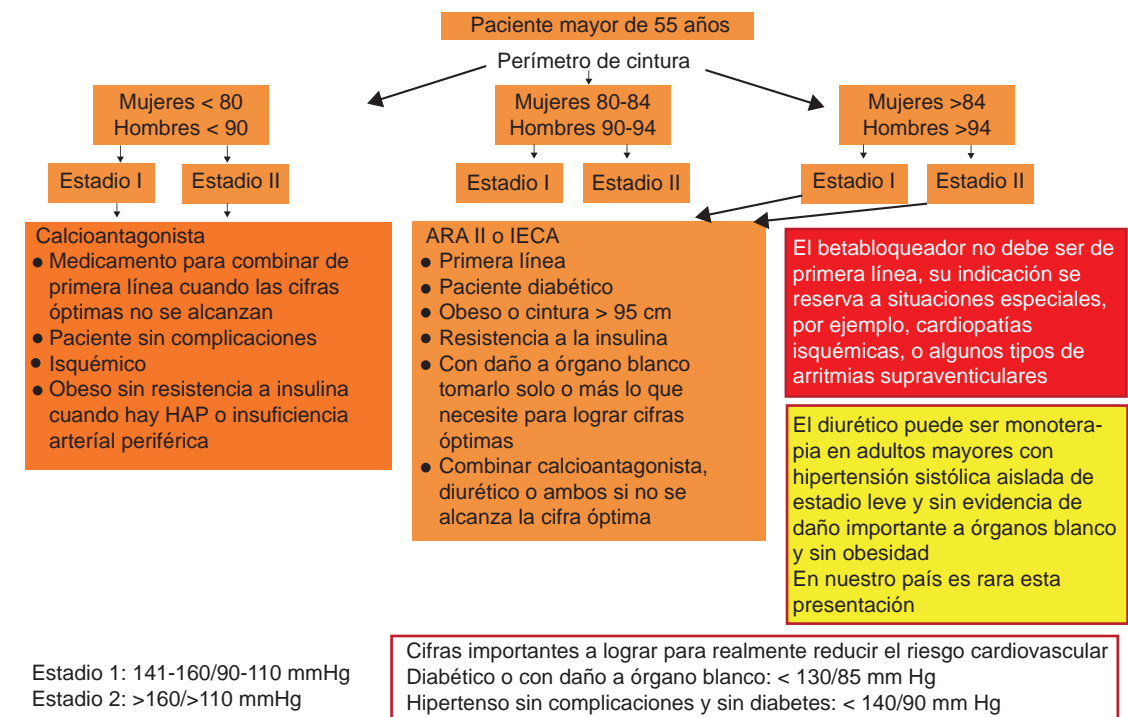 Paciente mayor de 55 años
Perímetro de cintura
Mujeres < 80
Hombres < 90
Mujeres 80-84
Hombres 90-94
Mujeres >84
Hombres >94
Estadio I
Estadio II
Estadio I
Estadio II
Estadio I
Estadio II
Calcioantagonista
● Medicamento para combinar de
primera línea cuando las cifras
óptimas no se alcanzan
● Paciente sin complicaciones
● Isquémico
● Obeso sin resistencia a insulina
cuando hay HAP o insuficiencia
arteríal periférica
ARA II o IECA
● Primera línea
● Paciente diabético
● Obeso o cintura > 95 cm
● Resistencia a la insulina
● Con daño a órgano blanco
tomarlo solo o más lo que
necesite para lograr cifras
óptimas
● Combinar calcioantagonista,
diurético o ambos si no se
alcanza la cifra óptima
El betabloqueador no debe ser de
primera línea, su indicación se
reserva a situaciones especiales,
por ejemplo, cardiopatías
isquémicas, o algunos tipos de
arritmias supraventiculares
El diurético puede ser monotera-
pia en adultos mayores con
hipertensión sistólica aislada de
estadio leve y sin evidencia de
daño importante a órganos blanco
y sin obesidad
En nuestro país es rara esta
presentación
Estadio 1: 141-160/90-110 mmHg
Estadio 2: >160/>110 mmHg
Cifras importantes a lograr para realmente reducir el riesgo cardiovascular
Diabético o con daño a órgano blanco: < 130/85 mm Hg
Hipertenso sin complicaciones y sin diabetes: < 140/90 mm Hg